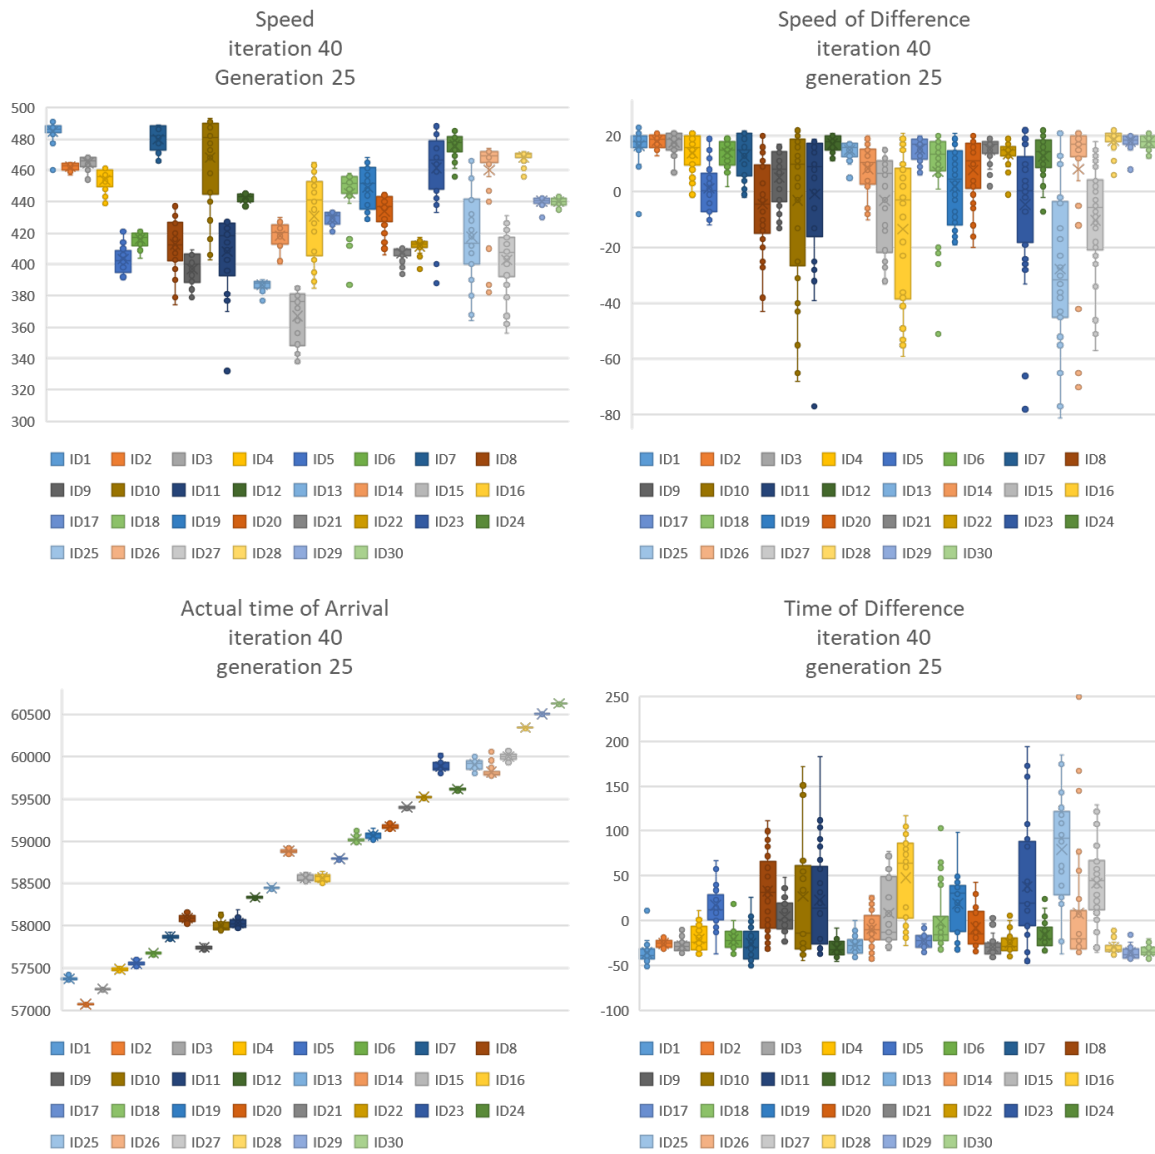 Speed
iteration 40
Generation 25
500
480
460
440
420
400
380
360
340
320
300
ID1 ID2 ID3 ID4 ID5 ID6 ID7 ID8
ID9 ID10 ID11 ID12 ID13 ID14 ID15 ID16
ID17 ID18 ID19 ID20 ID21 ID22 ID23 ID24
ID25 ID26 ID27 ID28 ID29 ID30
Speed of Difference
iteration 40
generation 25
20
0
-20
-40
-60
-80
ID1 ID2 ID3 ID4 ID5 ID6 ID7 ID8
ID9 ID10 ID11 ID12 ID13 ID14 ID15 ID16
ID17 ID18 ID19 ID20 ID21 ID22 ID23 ID24
ID25 ID26 ID27 ID28 ID29 ID30
Actual time of Arrival
iteration 40
generation 25
60500
60000
59500
59000
58500
58000
57500
57000
ID1 ID2 ID3 ID4 ID5 ID6 ID7 ID8
ID9 ID10 ID11 ID12 ID13 ID14 ID15 ID16
ID17 ID18 ID19 ID20 ID21 ID22 ID23 ID24
ID25 ID26 ID27 ID28 ID29 ID30
Time of Difference
iteration 40
generation 25
250
200
150
100
50
0
-50
-100
ID1 ID2 ID3 ID4 ID5 ID6 ID7 ID8
ID9 ID10 ID11 ID12 ID13 ID14 ID15 ID16
ID17 ID18 ID19 ID20 ID21 ID22 ID23 ID24
ID25 ID26 ID27 ID28 ID29 ID30